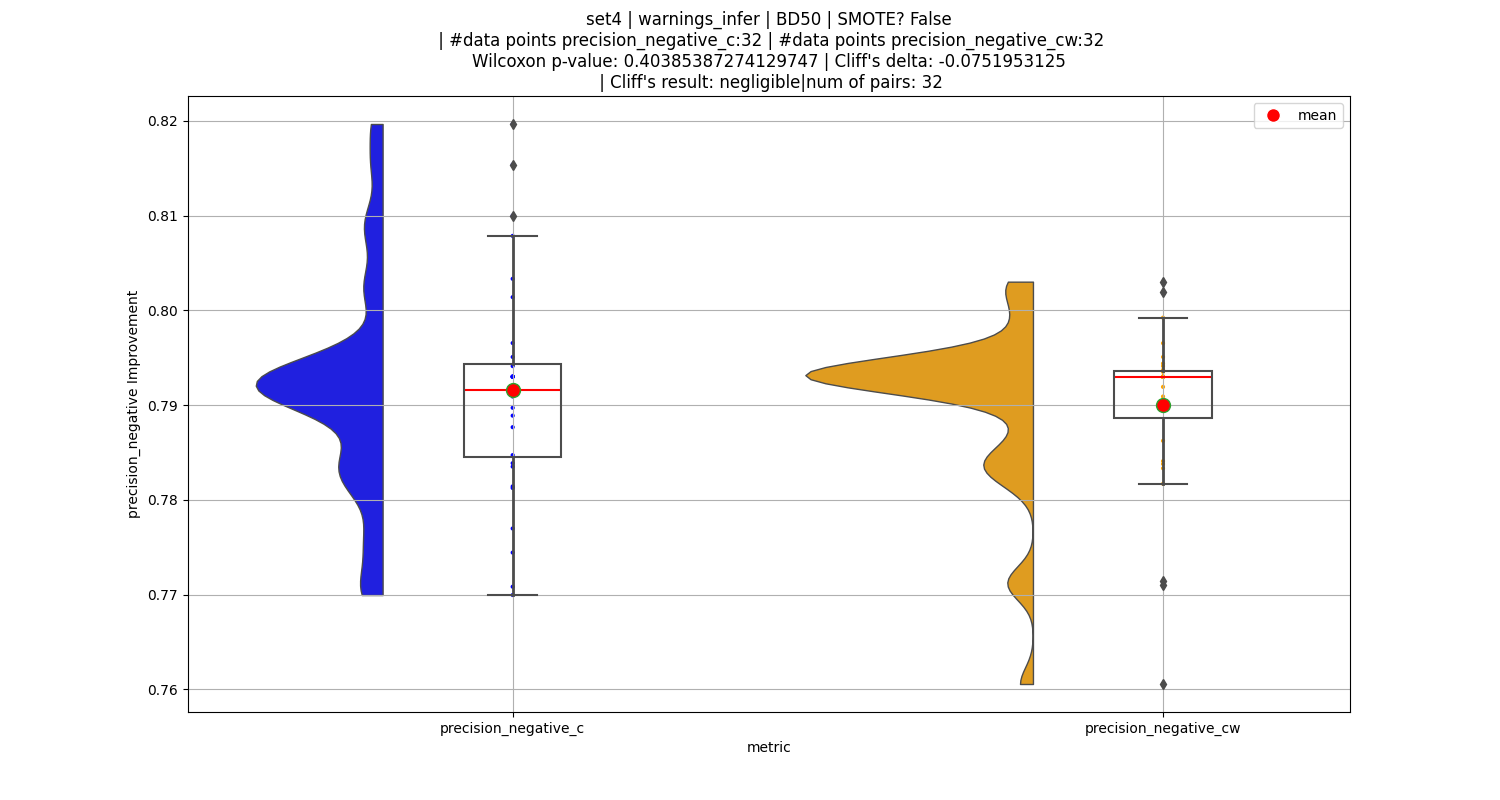 set4 | warnings_infer | BD50 | SMOTE? False
| #data points precision_negative_c:32 | #data points precision_negative_cw:32
Wilcoxon p-value: 0.40385387274129747 | Cliff's delta: -0.0751953125
| Cliff's result: negligible|num of pairs: 32
mean
0.82
0.81
0.80
0.79
0.78
0.77
0.76
precision_negative Improvement
precision_negative_c
precision_negative_cw
metric